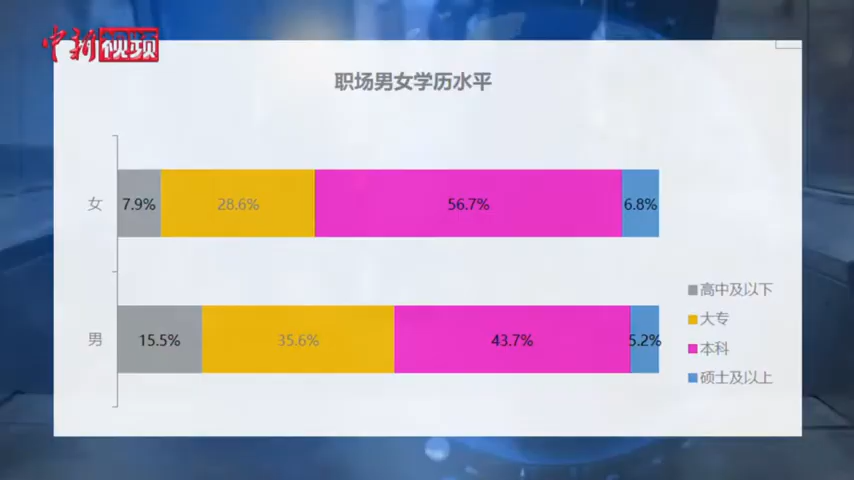 中新视频
职场男女学历水平
女
7.9%
28.6%
56.7%
6.8%
男
15.5%
35.6%
43.7%
5.2%
高中及以下
大专
本科
硕士及以上